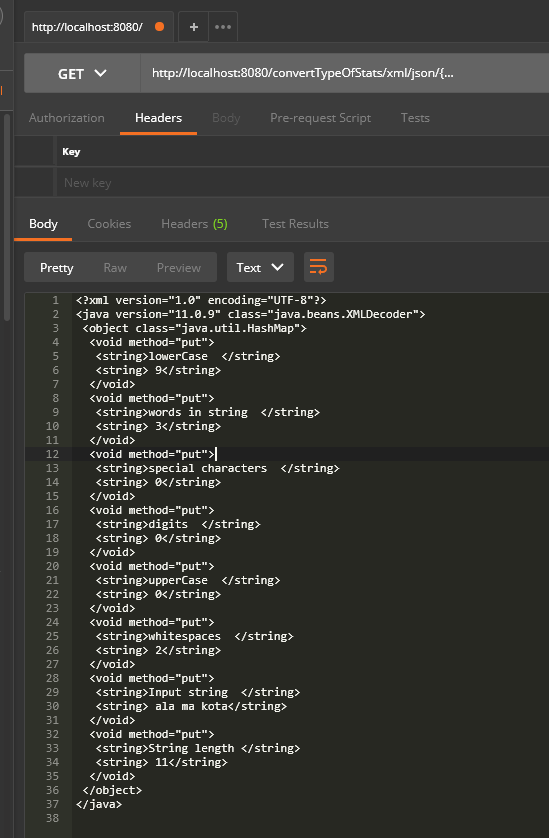 http://localhost:8080/
+
•••
GET
http://localhost:8080/convertTypeOfStats/xml/json/{...
Authorization Headers Body Pre-request Script Tests
Key
New key
Body Cookies Headers (5) Test Results
Pretty Raw Preview Text
1 <?xml version="1.0" encoding="UTF-8"?>
2 <java version="11.0.9" class="java.beans.XMLDecoder">
3  <object class="java.util.HashMap">
4   <void method="put">
5    <string>lowerCase  </string>
6    <string> 9</string>
7   </void>
8   <void method="put">
9    <string>words in string  </string>
10    <string> 3</string>
11   </void>
12   <void method="put">
13    <string>special characters  </string>
14    <string> 0</string>
15   </void>
16   <void method="put">
17    <string>digits  </string>
18    <string> 0</string>
19   </void>
20   <void method="put">
21    <string>upperCase  </string>
22    <string> 0</string>
23   </void>
24   <void method="put">
25    <string>whitespaces  </string>
26    <string> 2</string>
27   </void>
28   <void method="put">
29    <string>Input string  </string>
30    <string> ala ma kota</string>
31   </void>
32   <void method="put">
33    <string>String length </string>
34    <string> 11</string>
35   </void>
36  </object>
37 </java>
38